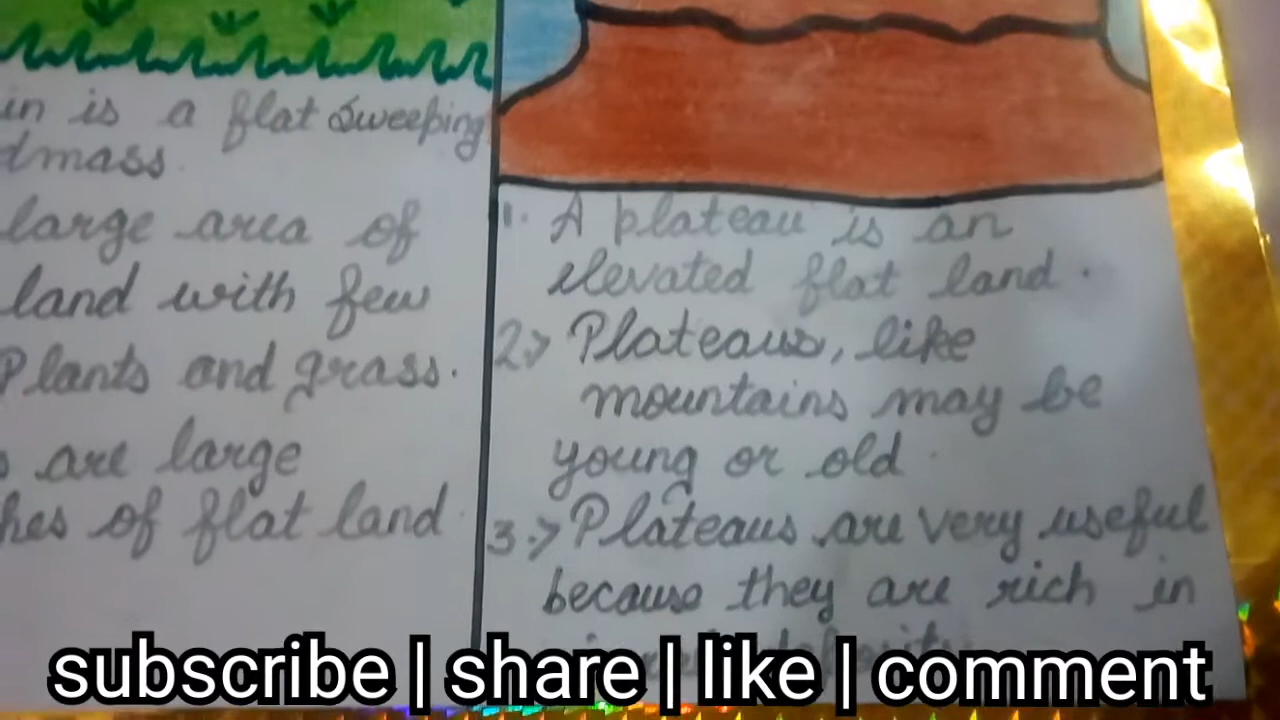 in is a flat sweeping
dmass.
large area of
land with few
Plants and grass.
s are large
hes of flat land
1. A plateau is an
elevated flat land.
2.> Plateaus, like
mountains may be
young or old.
3.> Plateaus are very useful
because they are rich in
subscribe | share | like | comment